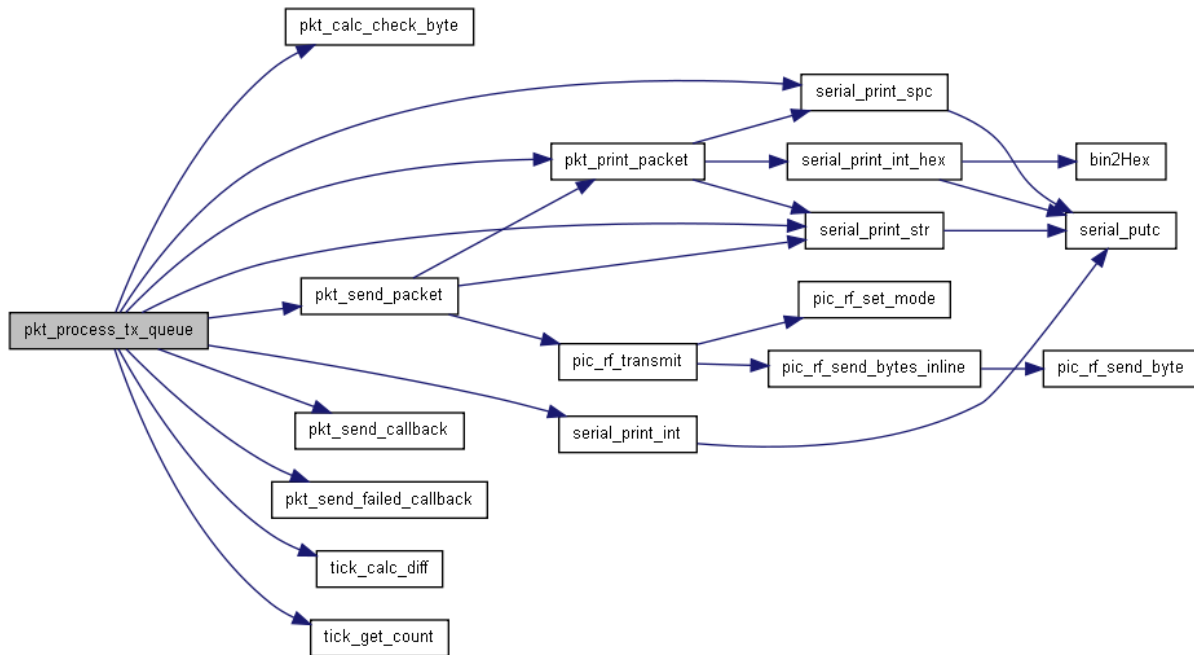 pkt_calc_check_byte
serial_print_spc
pkt_print_packet
serial_print_int_hex
bin2Hex
serial_print_str
serial_putc
pkt_send_packet
pic_rf_set_mode
pkt_process_tx_queue
pic_rf_transmit
pic_rf_send_bytes_inline
pic_rf_send_byte
pkt_send_callback
serial_print_int
pkt_send_failed_callback
tick_calc_diff
tick_get_count